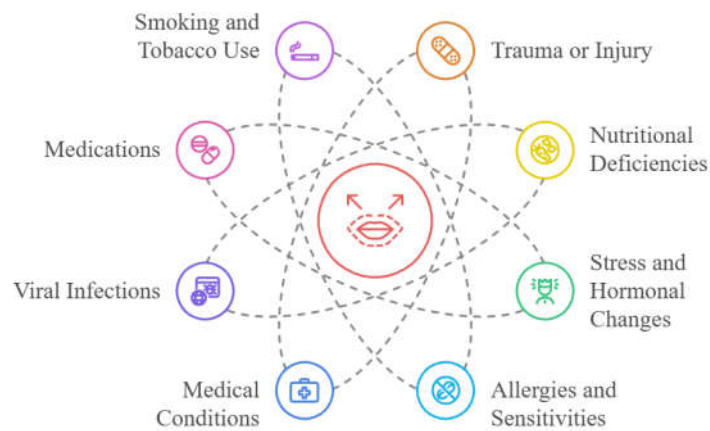 Smoking and
Tobacco Use
Trauma or Injury
Medications
Nutritional
Deficiencies
Viral Infections
Stress and
Hormonal
Changes
Medical
Conditions
Allergies and
Sensitivities